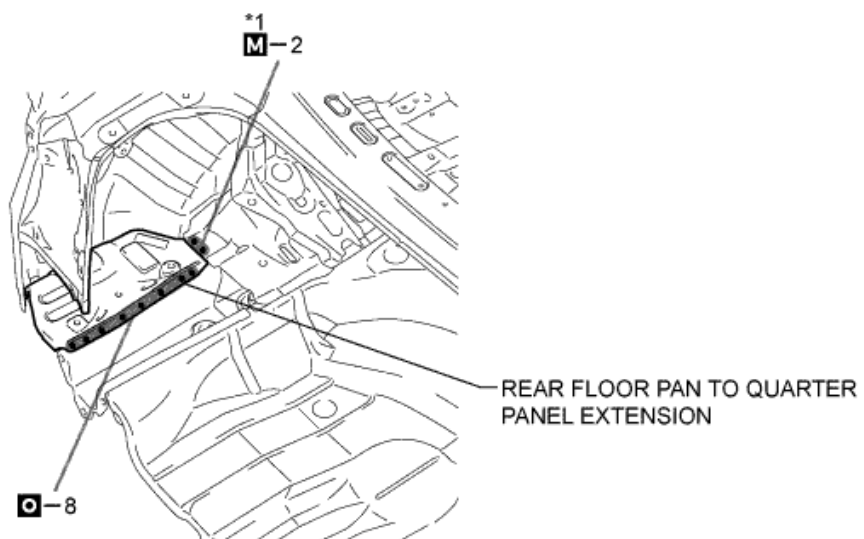 *1
M-2
REAR FLOOR PAN TO QUARTER
PANEL EXTENSION
O-8